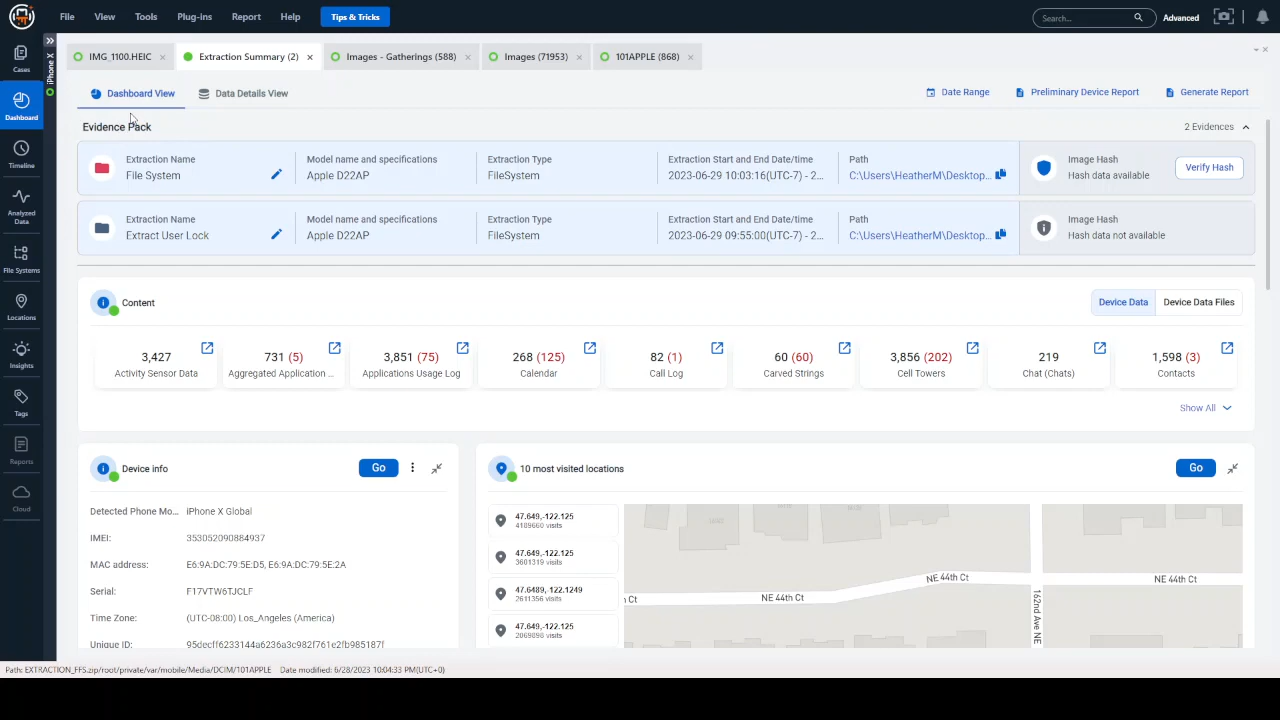 File View Tools Plug-ins Report Help Tips & Tricks Search... Advanced
IMG_1100.HEIC Extraction Summary (2) Images - Gatherings (588) Images (71953) 101APPLE (868)
Cases
iPhone X
Dashboard
Timeline
Analyzed
Data
File Systems
Locations
Insights
Tags
Reports
Cloud
Dashboard View Data Details View Date Range Preliminary Device Report Generate Report
Evidence Pack 2 Evidences
Extraction Name Model name and specifications Extraction Type Extraction Start and End Date/time Path Image Hash
File System Apple D22AP FileSystem 2023-06-29 10:03:16(UTC-7) - 2... C:\Users\HeatherM\Desktop... Hash data available Verify Hash
Extraction Name Model name and specifications Extraction Type Extraction Start and End Date/time Path Image Hash
Extract User Lock Apple D22AP FileSystem 2023-06-29 09:55:00(UTC-7) - 2... C:\Users\HeatherM\Desktop... Hash data not available
Content Device Data Device Data Files
3,427 731 (5) 3,851 (75) 268 (125) 82 (1) 60 (60) 3,856 (202) 219 1,598 (3)
Activity Sensor Data Aggregated Application ... Applications Usage Log Calendar Call Log Carved Strings Cell Towers Chat (Chats) Contacts
Show All
Device info Go
Detected Phone Mo... iPhone X Global
IMEI: 353052090884937
MAC address: E6:9A:DC:79:5E:D5, E6:9A:DC:79:5E:2A
Serial: F17VTW6TJCLF
Time Zone: (UTC-08:00) Los_Angeles (America)
Unique ID: 95decff6233144a6236a3c982f761e2fb985187f
10 most visited locations Go
47.649,-122.125
4189660 visits
47.649,-122.125
3601319 visits
47.6489,-122.1249
2611356 visits
47.649,-122.125
2069898 visits
NE 44th Ct
NE 44th Ct
NE 44th Ct
Ct
162nd Ave NE
Path: EXTRACTION_FFS.zip/root/private/var/mobile/Media/DCIM/101APPLE Date modified: 6/28/2023 10:04:33 PM(UTC+0)